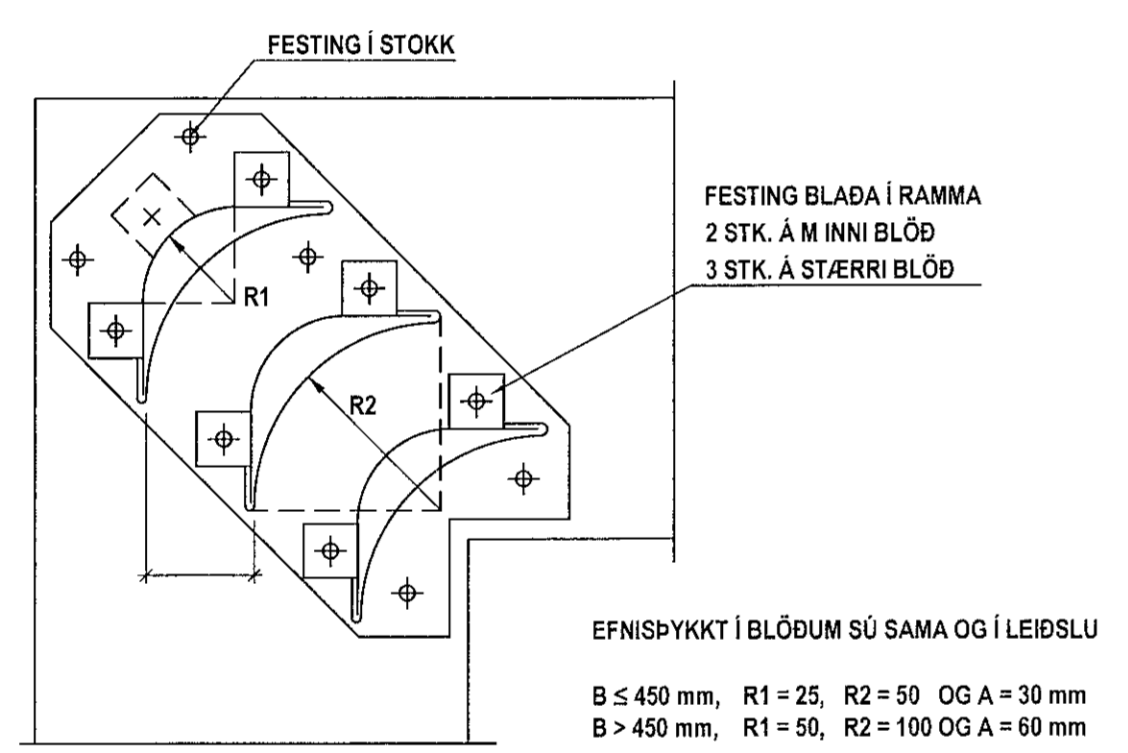 FESTING Í STOKK
FESTING BLAÐA Í RAMMA
2 STK. Á M INNI BLÖÐ
3 STK. Á STÆRRI BLÖÐ
R1
R2
EFNISÞYKKT Í BLÖÐUM SÚ SAMA OG Í LEIÐSLU
B ≤ 450 mm, R1 = 25, R2 = 50 OG A = 30 mm
B > 450 mm, R1 = 50, R2 = 100 OG A = 60 mm